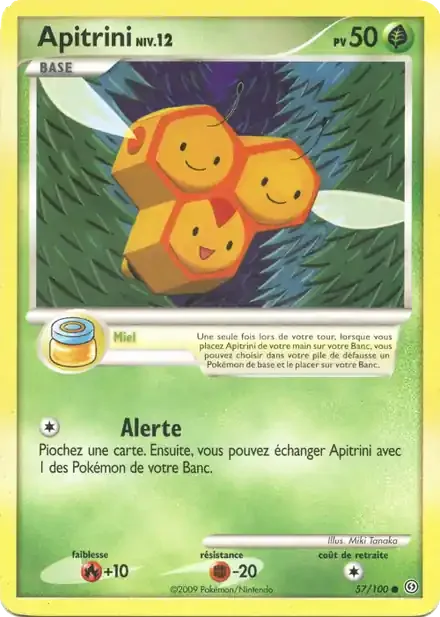 Apitrini NIV.12 PV 50
BASE
Miel
Une seule fois lors de votre tour, lorsque vous
placez Apitrini de votre main sur votre Banc, vous
pouvez choisir dans votre pile de défausse un
Pokémon de base et le placer sur votre Banc.
Alerte
Piochez une carte. Ensuite, vous pouvez échanger Apitrini avec
1 des Pokémon de votre Banc.
Illus. Miki Tanaka
faiblesse résistance coût de retraite
+10 -20
©2009 Pokémon/Nintendo 57/100